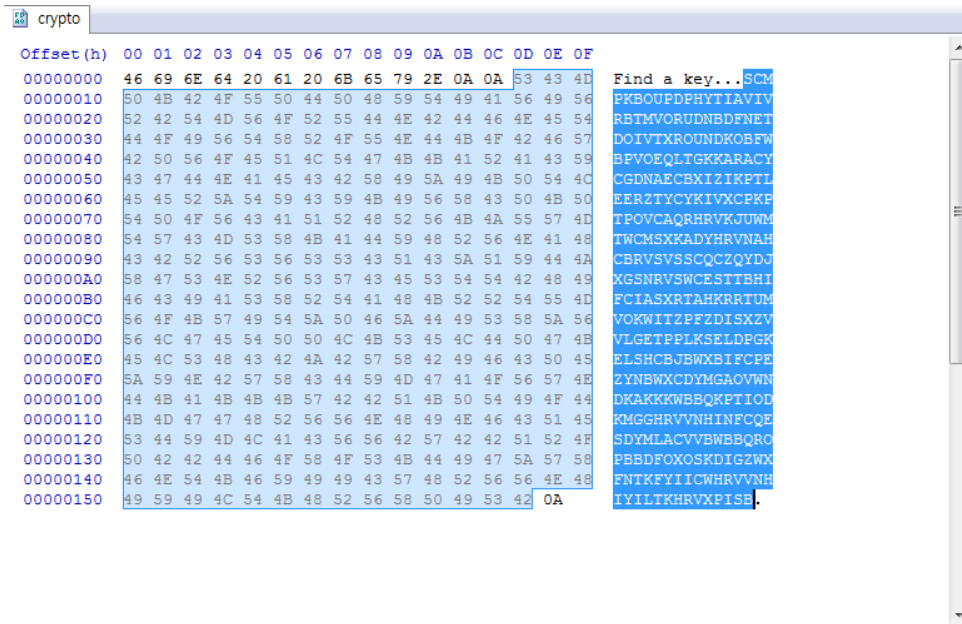 crypto
Offset(h) 00 01 02 03 04 05 06 07 08 09 0A 0B 0C 0D 0E 0F
00000000 46 69 6E 64 20 61 20 6B 65 79 2E 0A 0A 53 43 4D Find a key...SCM
00000010 50 4B 42 4F 55 50 44 50 48 59 54 49 41 56 49 56 PKBOUPDPHYTIAVIV
00000020 52 42 54 4D 56 4F 52 55 44 4E 42 44 46 4E 45 54 RBTMVORUDNBDFNET
00000030 44 4F 49 56 54 58 52 4F 55 4E 44 4B 4F 42 46 57 DOIVTXROUNDKOBFW
00000040 42 50 56 4F 45 51 4C 54 47 4B 4B 41 52 41 43 59 BPVOEQLTGKKARACY
00000050 43 47 44 4E 41 45 43 42 58 49 5A 49 4B 50 54 4C CGDNAECBXIZIKPTL
00000060 45 45 52 5A 54 59 43 59 4B 49 56 58 43 50 4B 50 EERZTYCYKIVXCPKP
00000070 54 50 4F 56 43 41 51 52 48 52 56 4B 4A 55 57 4D TPOVCAQRHRVKJUWM
00000080 54 57 43 4D 53 58 4B 41 44 59 48 52 56 4E 41 48 TWCMSXKADYHRVNAH
00000090 43 42 52 56 53 56 53 53 43 51 43 5A 51 59 44 4A CBRVSVSSCQCZQYDJ
000000A0 58 47 53 4E 52 56 53 57 43 45 53 54 54 42 48 49 XGSNRVSWCESTTBHI
000000B0 46 43 49 41 53 58 52 54 41 48 4B 52 52 54 55 4D FCIASXRTAHKRRTUM
000000C0 56 4F 4B 57 49 54 5A 50 46 5A 44 49 53 58 5A 56 VOKWITZPFZDISXZV
000000D0 56 4C 47 45 54 50 50 4C 4B 53 45 4C 44 50 47 4B VLGETPPLKSELDPGK
000000E0 45 4C 53 48 43 42 4A 42 57 58 42 49 46 43 50 45 ELSHCBJBWXBIFCPE
000000F0 5A 59 4E 42 57 58 43 44 59 4D 47 41 4F 56 57 4E ZYNBWXCDYMGAOVWN
00000100 44 4B 41 4B 4B 4B 57 42 42 51 4B 50 54 49 4F 44 DKAKKKWBBQKPTIOD
00000110 4B 4D 47 47 48 52 56 56 4E 48 49 4E 46 43 51 45 KMGGHRVVNHINFCQE
00000120 53 44 59 4D 4C 41 43 56 56 42 57 42 42 51 52 4F SDYMLACVVBWBBQRO
00000130 50 42 42 44 46 4F 58 4F 53 4B 44 49 47 5A 57 58 PBBDFOXOSKDIGZWX
00000140 46 4E 54 4B 46 59 49 49 43 57 48 52 56 56 4E 48 FNTKFYIICWHRVVNH
00000150 49 59 49 4C 54 4B 48 52 56 58 50 49 53 42 0A IYILTKHRVXPISB.